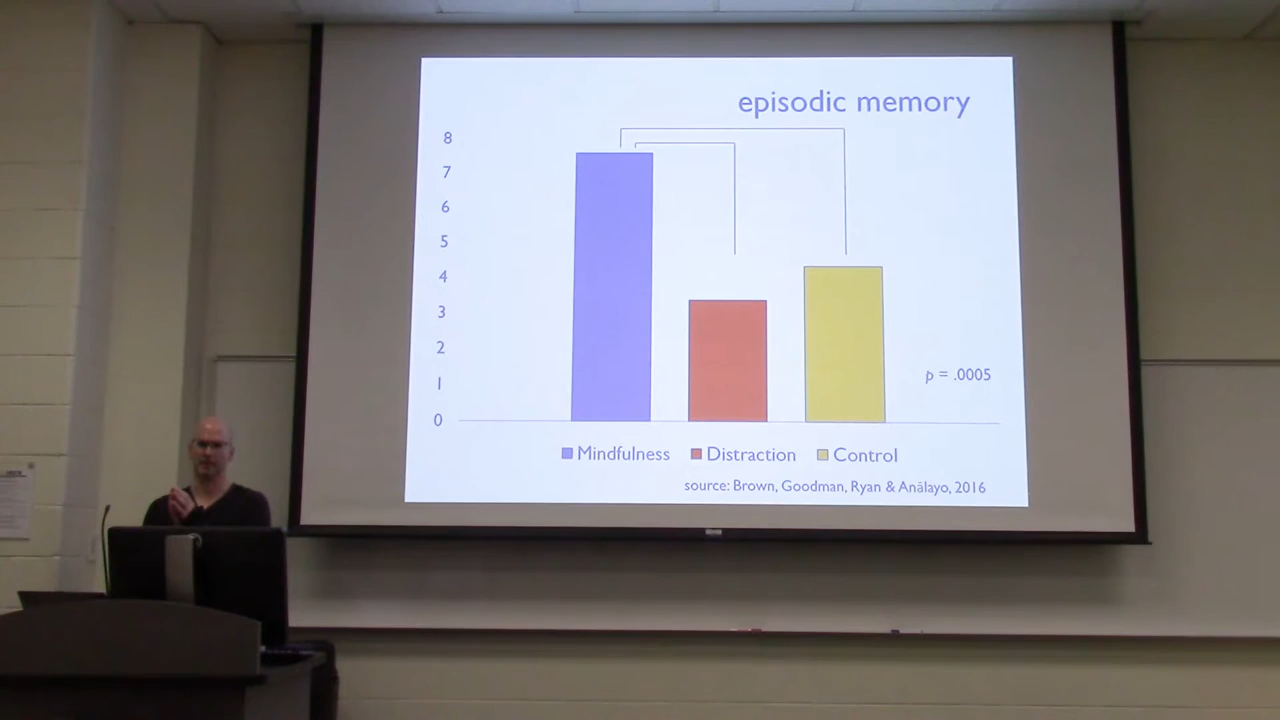 episodic memory
8
7
6
5
4
3
2
1
0
p = .0005
Mindfulness Distraction Control
source: Brown, Goodman, Ryan & Anālayo, 2016